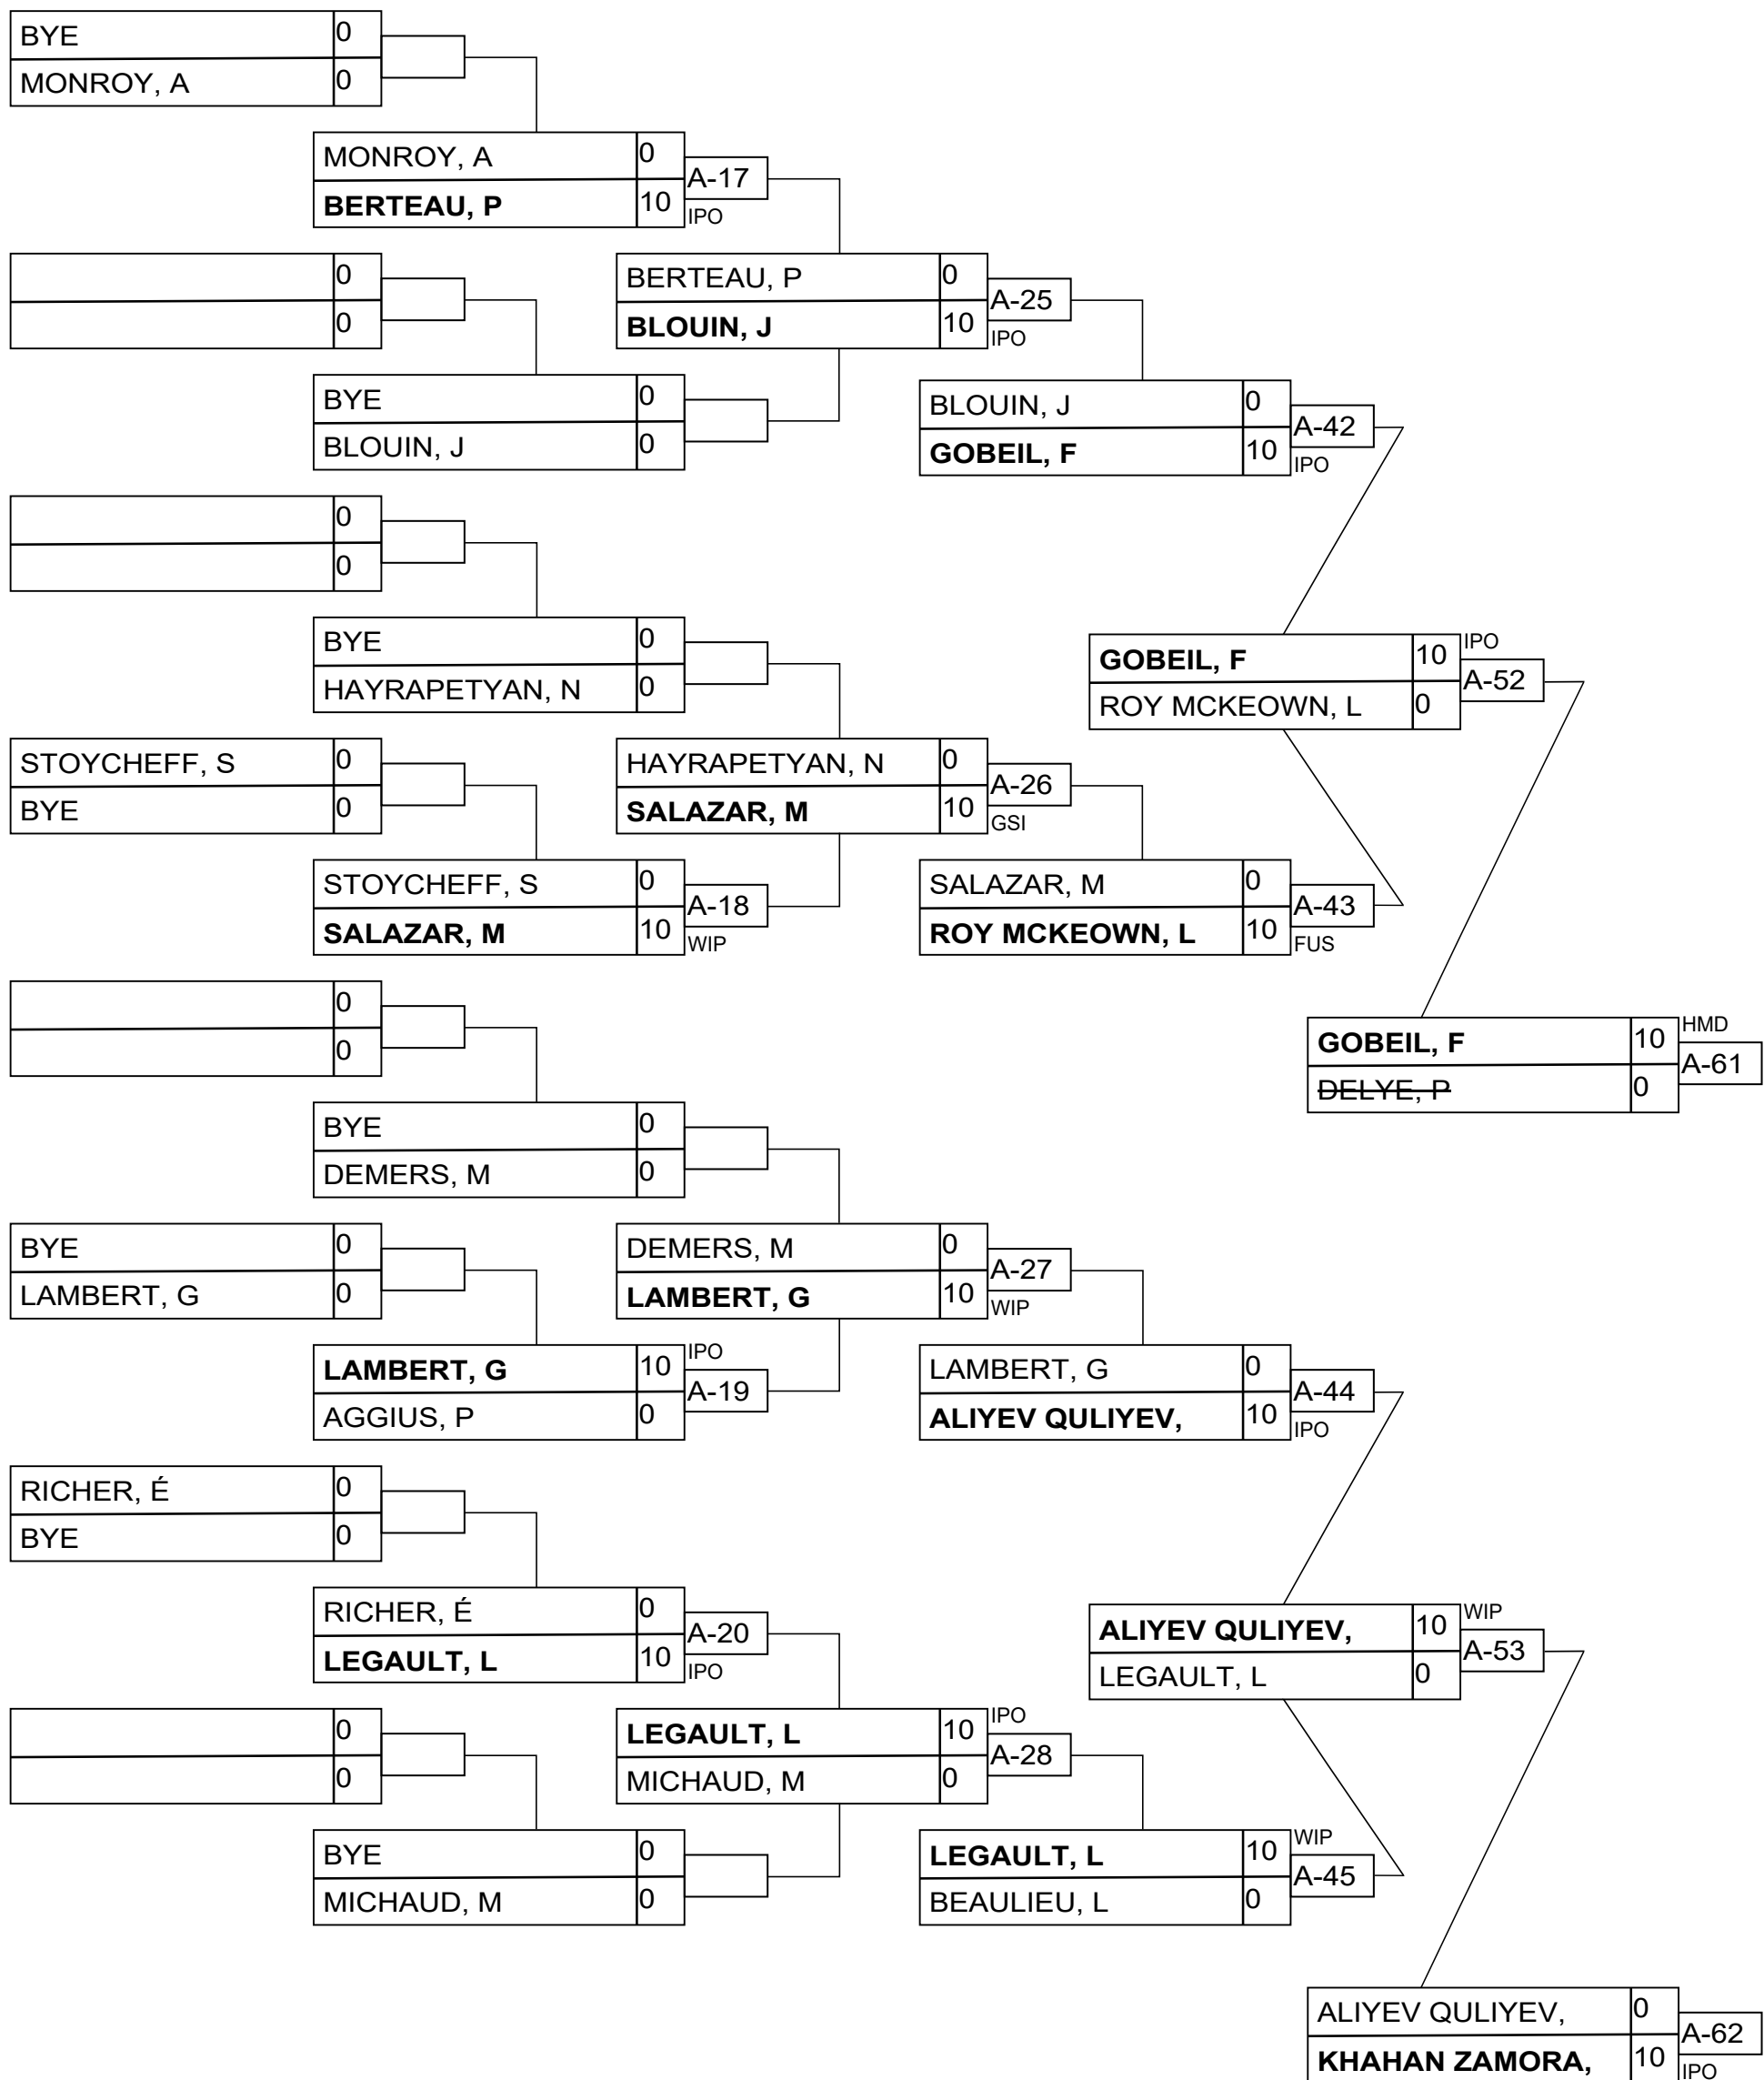 BYE 0
MONROY, A 0
MONROY, A 0
A-17
BERTEAU, P 10 IPO
0
0
BERTEAU, P 0
A-25
BLOUIN, J 10 IPO
BYE 0
BLOUIN, J 0
BLOUIN, J 0
A-42
GOBEIL, F 10 IPO
0
0
BYE 0
HAYRAPETYAN, N 0
GOBEIL, F 10 IPO
A-52
ROY MCKEOWN, L 0
STOYCHEFF, S 0
BYE 0
HAYRAPETYAN, N 0
A-26
SALAZAR, M 10 GSI
STOYCHEFF, S 0
A-18
SALAZAR, M 10 WIP
SALAZAR, M 0
A-43
ROY MCKEOWN, L 10 FUS
0
0
GOBEIL, F 10 HMD
A-61
DELYE, P 0
BYE 0
DEMERS, M 0
BYE 0
LAMBERT, G 0
DEMERS, M 0
A-27
LAMBERT, G 10 WIP
LAMBERT, G 10 IPO
A-19
AGGIUS, P 0
LAMBERT, G 0
A-44
ALIYEV QULIYEV, 10 IPO
RICHER, É 0
BYE 0
RICHER, É 0
A-20
LEGAULT, L 10 IPO
ALIYEV QULIYEV, 10 WIP
A-53
LEGAULT, L 0
0
0
LEGAULT, L 10 IPO
A-28
MICHAUD, M 0
BYE 0
MICHAUD, M 0
LEGAULT, L 10 WIP
A-45
BEAULIEU, L 0
ALIYEV QULIYEV, 0
A-62
KHAHAN ZAMORA, 10 IPO